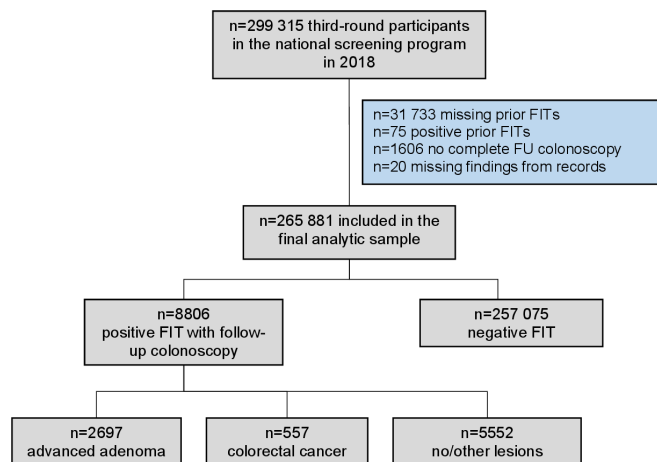 n=299 315 third-round participants
in the national screening program
in 2018
n=31 733 missing prior FITs
n=75 positive prior FITs
n=1606 no complete FU colonoscopy
n=20 missing findings from records
n=265 881 included in the
final analytic sample
n=8806
positive FIT with follow-
up colonoscopy
n=257 075
negative FIT
n=2697
advanced adenoma
n=557
colorectal cancer
n=5552
no/other lesions